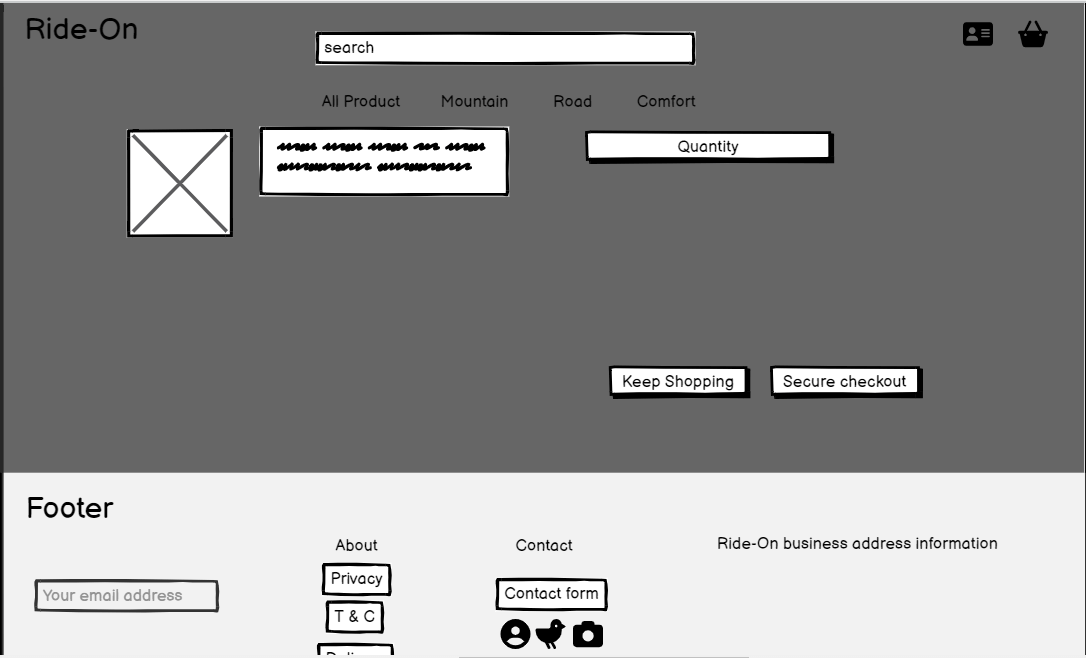 Ride-On
search
All Product Mountain Road Comfort
Quantity
Keep Shopping Secure checkout
Footer
About Contact Ride-On business address information
Privacy
Your email address Contact form
T & C